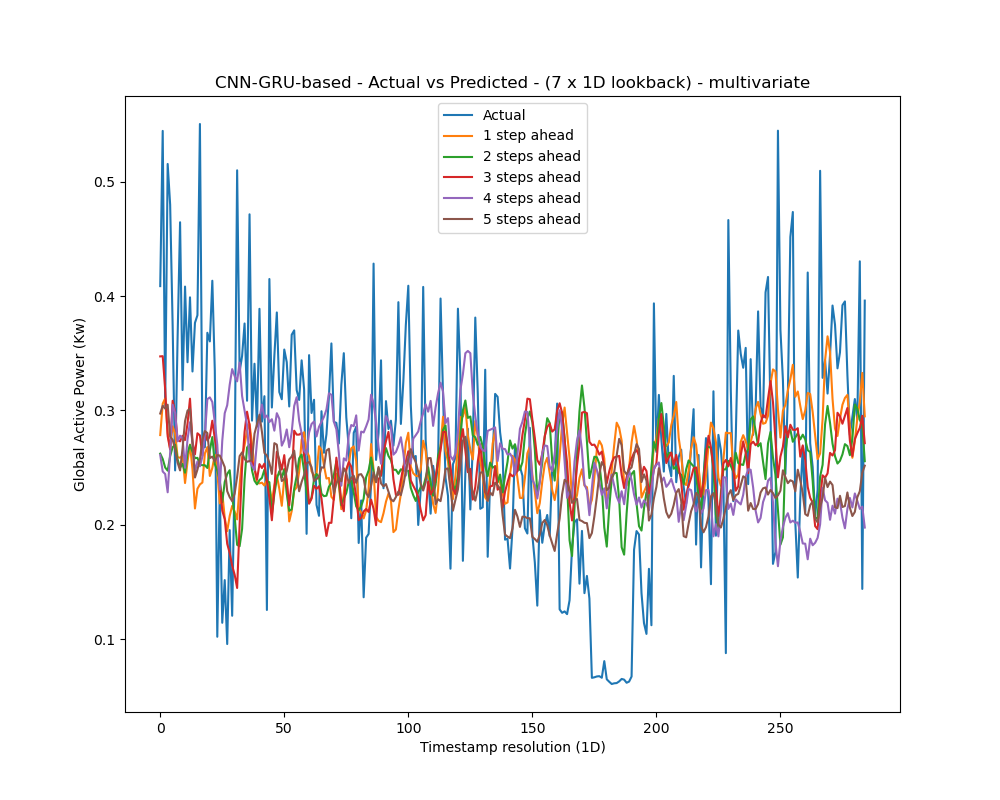 CNN-GRU-based - Actual vs Predicted - (7 x 1D lookback) - multivariate
Actual
1 step ahead
2 steps ahead
3 steps ahead
4 steps ahead
5 steps ahead
Global Active Power (Kw)
0.5
0.4
0.3
0.2
0.1
0 50 100 150 200 250
Timestamp resolution (1D)